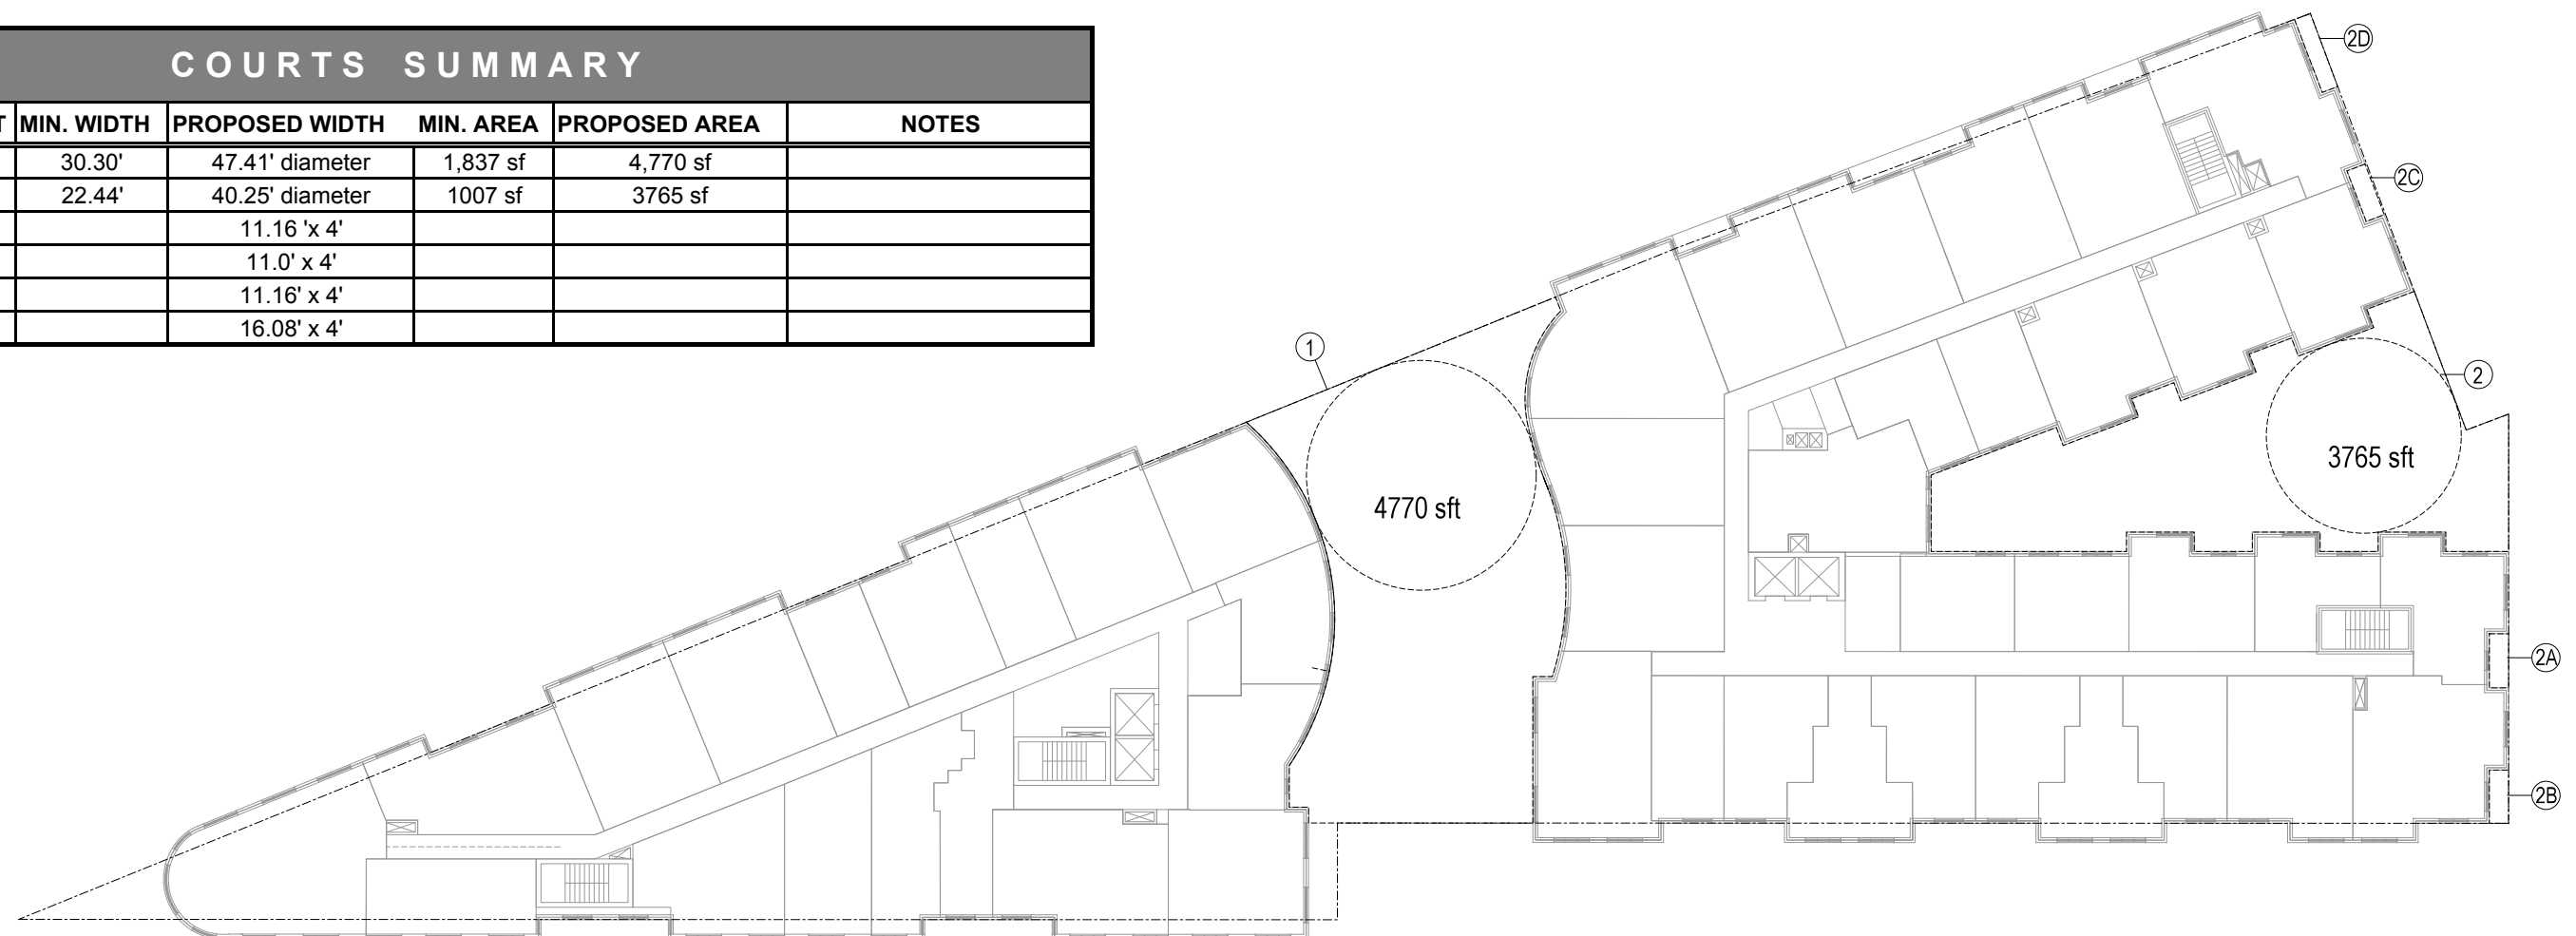 COURTS SUMMARY
T MIN. WIDTH PROPOSED WIDTH MIN. AREA PROPOSED AREA NOTES
30.30' 47.41' diameter 1,837 sf 4,770 sf
22.44' 40.25' diameter 1007 sf 3765 sf
11.16 'x 4'
11.0' x 4'
11.16' x 4'
16.08' x 4'
2D
2C
1
2
3765 sft
4770 sft
2A
2B